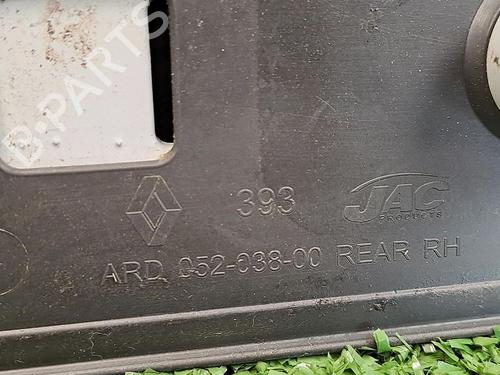 B-PARTS
393
JAC
PRODUCTS
ARD 052-038-00 REAR RH